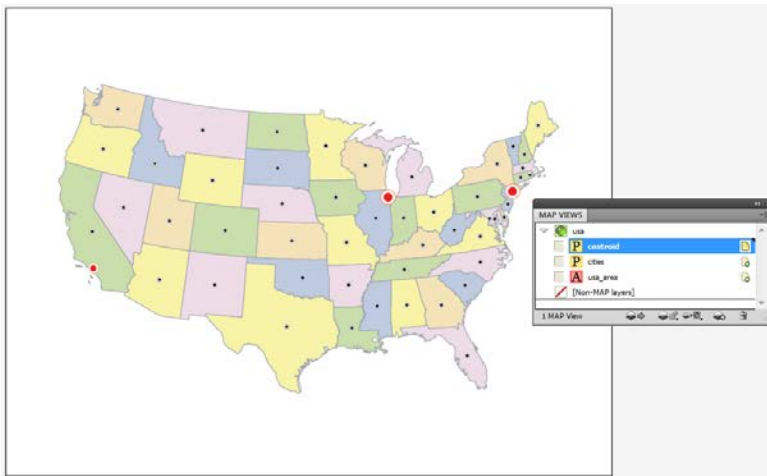 MAP VIEWS
usa
P centroid
P cities
A usa_area
[Non-MAP layers]
1 MAP View